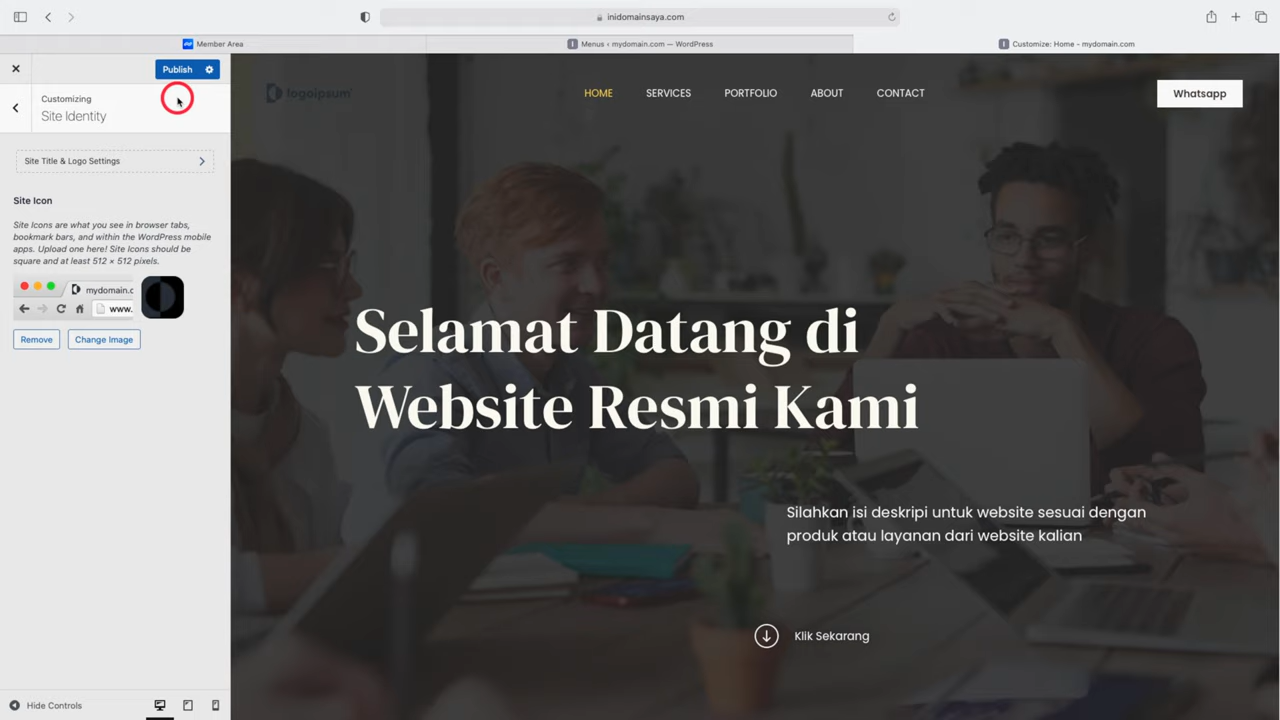 inidomainsaya.com
Member Area
Menus ‹ mydomain.com — WordPress
Customize: Home - mydomain.com
Publish
Customizing
Site Identity
Site Title & Logo Settings
Site Icon
Site Icons are what you see in browser tabs,
bookmark bars, and within the WordPress mobile
apps. Upload one here! Site Icons should be
square and at least 512 × 512 pixels.
mydomain.c
www.
Remove
Change Image
Hide Controls
logoipsum
HOME
SERVICES
PORTFOLIO
ABOUT
CONTACT
Whatsapp
Selamat Datang di
Website Resmi Kami
Silahkan isi deskripi untuk website sesuai dengan
produk atau layanan dari website kalian
Klik Sekarang